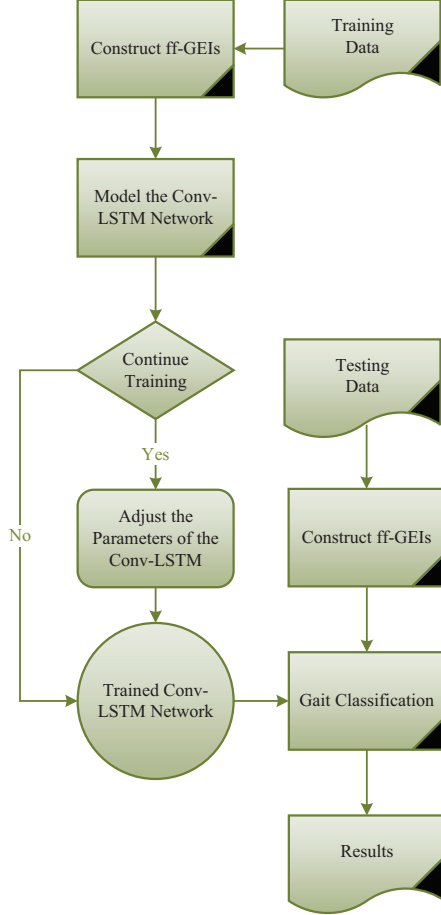 Training
Data
Construct ff-GEIs
Model the Conv-
LSTM Network
Continue
Training
Yes
No
Adjust the
Parameters of the
Conv-LSTM
Trained Conv-
LSTM Network
Testing
Data
Construct ff-GEIs
Gait Classification
Results